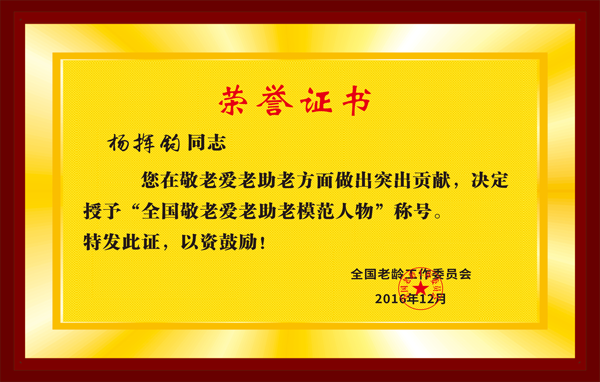 荣誉证书
杨挥钧同志
您在敬老爱老助老方面做出突出贡献，决定
授予“全国敬老爱老助老模范人物”称号。
特发此证，以资鼓励！
全国老龄工作委员会
2016年12月